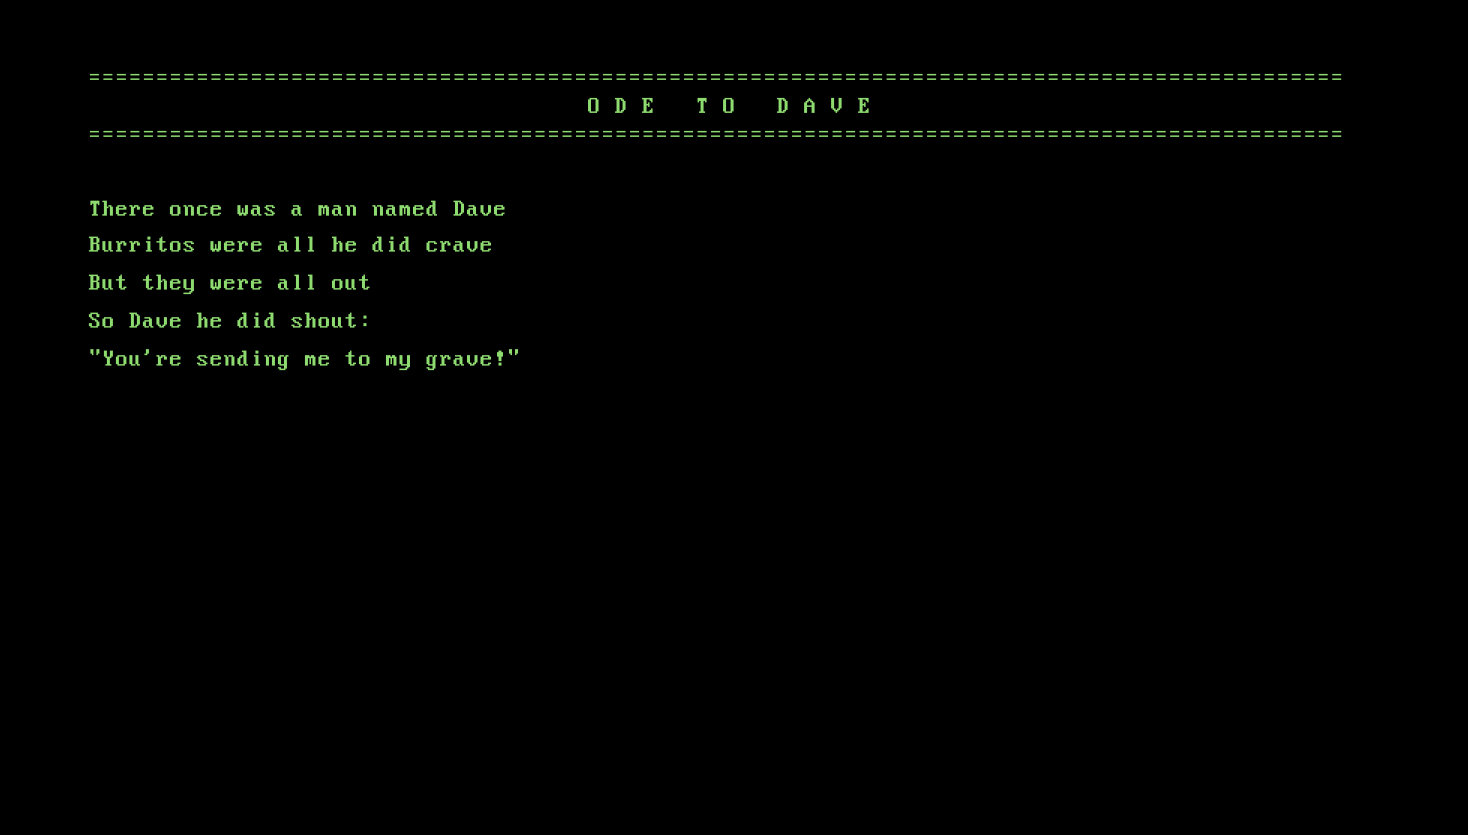 =============================================================================================
O D E   T O   D A V E
=============================================================================================
There once was a man named Dave
Burritos were all he did crave
But they were all out
So Dave he did shout:
"You're sending me to my grave!"